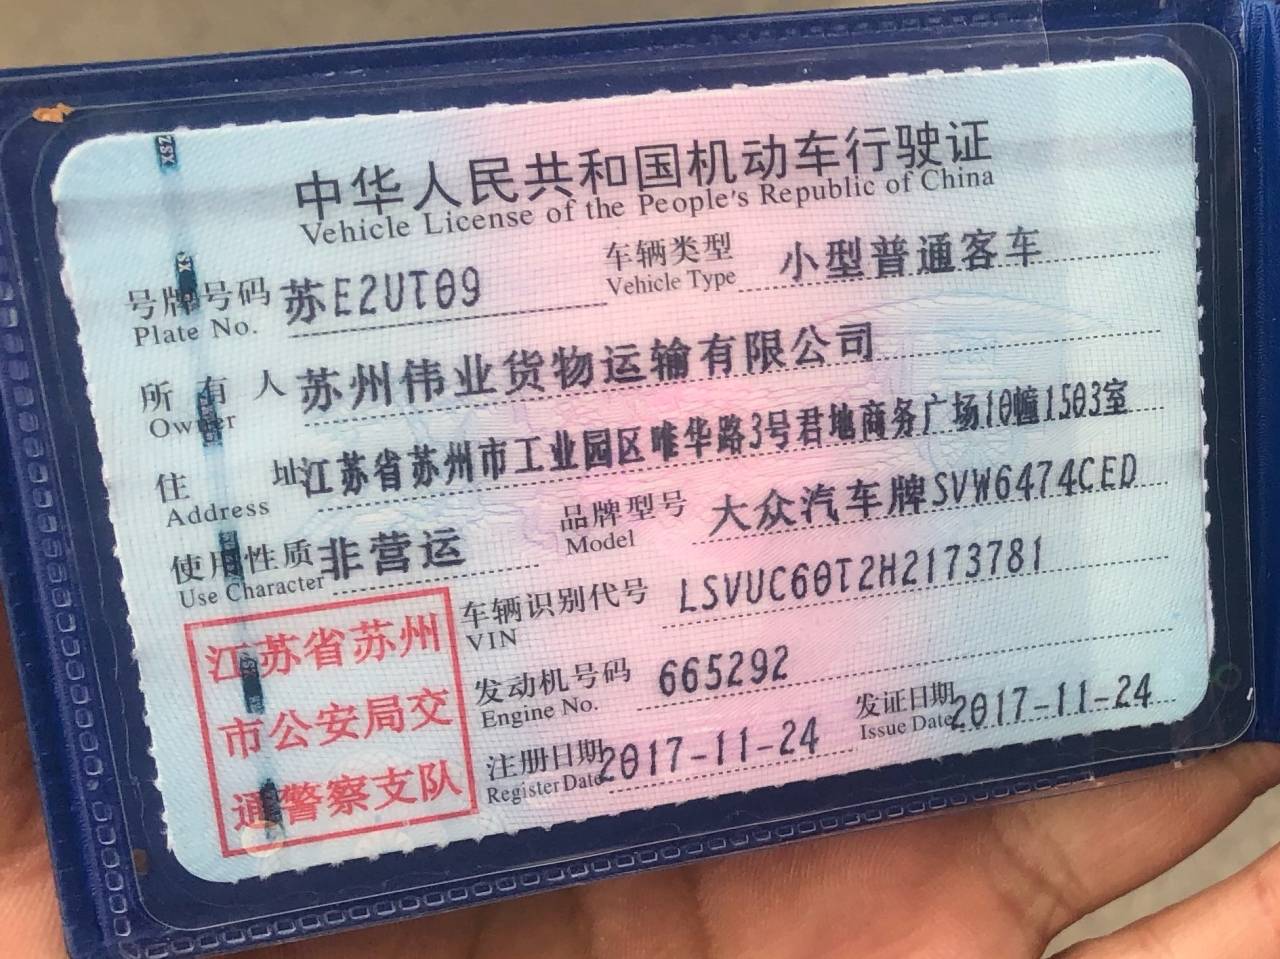 中华人民共和国机动车行驶证
Vehicle License of the People's Republic of China
号牌号码 苏E2UT09 车辆类型 小型普通客车
Plate No. Vehicle Type
所有人 苏州伟业货物运输有限公司
Owner
住址 江苏省苏州市工业园区唯华路3号君地商务广场10幢1503室
Address
使用性质 非营运 品牌型号 大众汽车牌SVW6474CED
Use Character Model
车辆识别代号 LSVUC60T2H2173781
VIN
发动机号码 665292
Engine No.
注册日期 2017-11-24 发证日期 2017-11-24
Register Date Issue Date
江苏省苏州
市公安局交
通警察支队